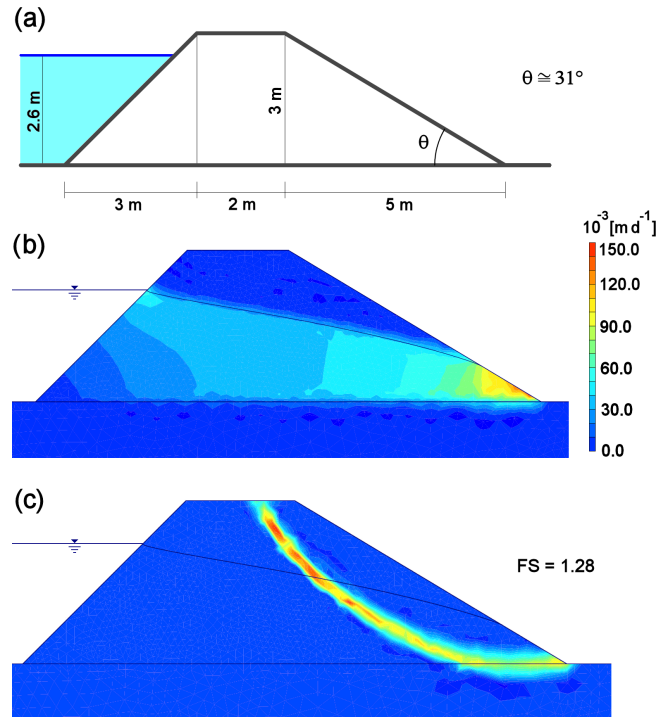 (a)
θ ≅ 31°
2.6 m
3 m
θ
3 m
2 m
5 m
10⁻³ [m d⁻¹]
(b)
150.0
120.0
90.0
60.0
30.0
0.0
(c)
FS = 1.28